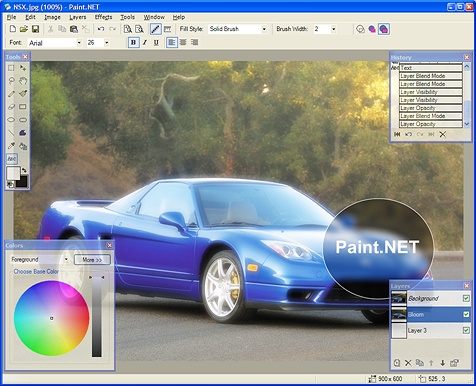 NSX.jpg (100%) - Paint.NET
File Edit Image Layers Effects Tools Window Help
Fill Style: Solid Brush Brush Width: 2
Font: Arial 26 B I U
Tools
History
Text
Layer Blend Mode
Layer Blend Mode
Layer Visibility
Layer Visibility
Layer Opacity
Layer Blend Mode
Layer Opacity
Abc
Paint.NET
Colors
Foreground More >>
Choose Base Color
Layers
Background
Bloom
Layer 3
900 x 600 525 , 3